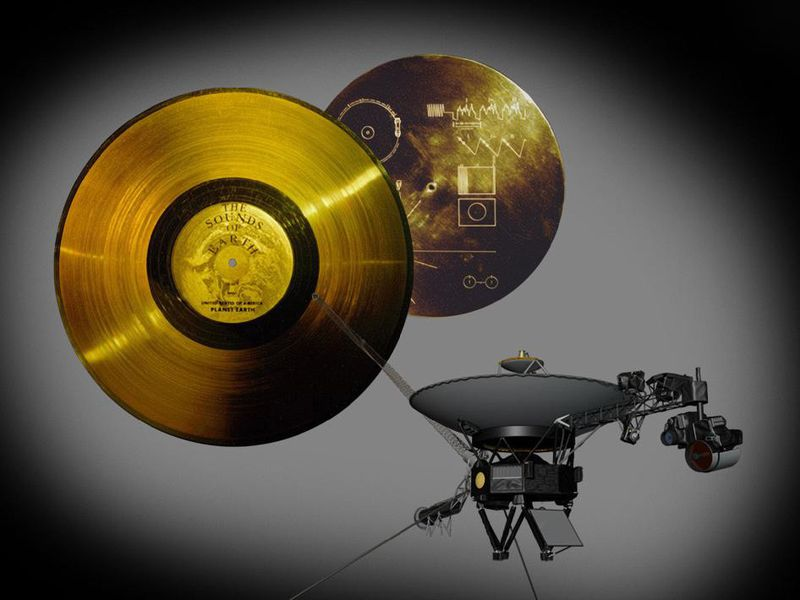 THE
SOUNDS
OF
EARTH
UNITED STATES OF AMERICA
PLANET EARTH